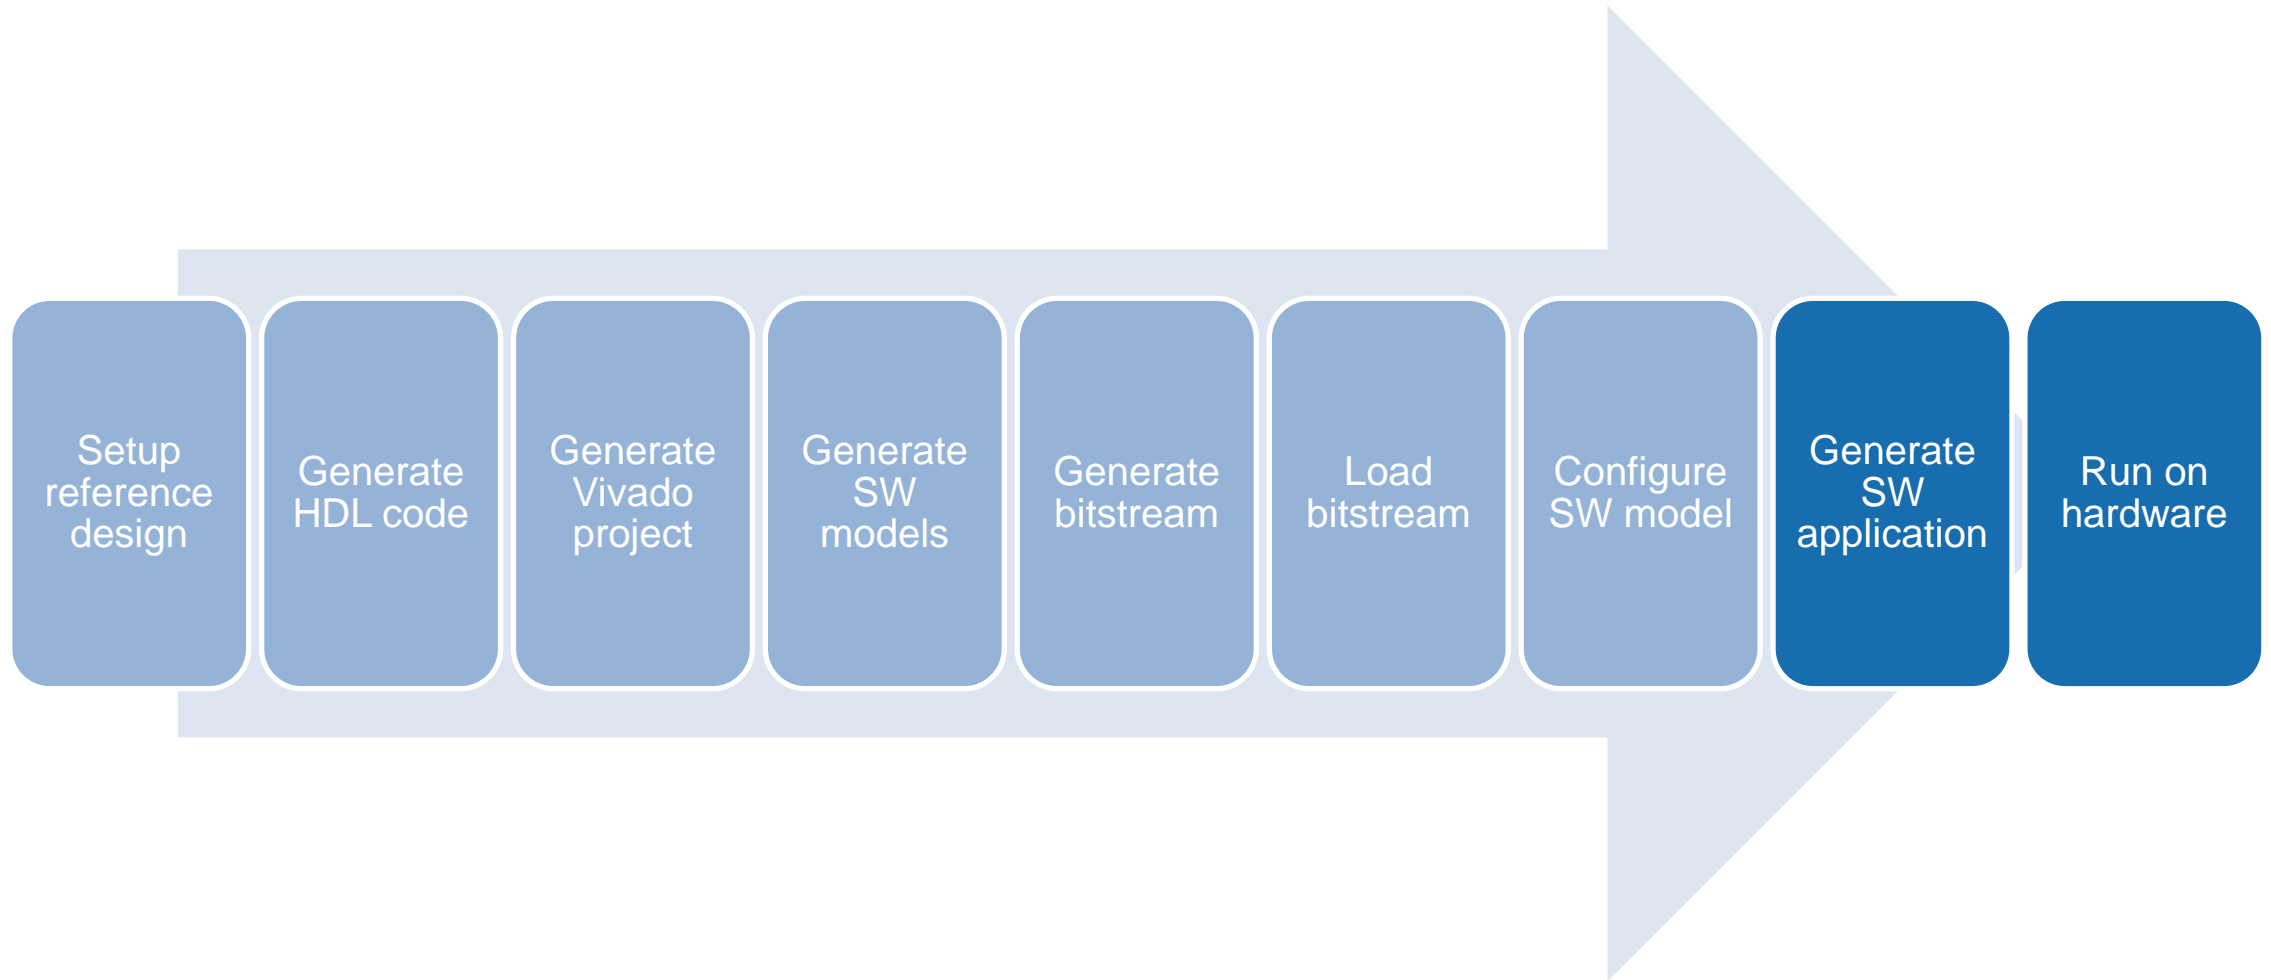 Setup
reference
design
Generate
HDL code
Generate
Vivado
project
Generate
SW
models
Generate
bitstream
Load
bitstream
Configure
SW model
Generate
SW
application
Run on
hardware